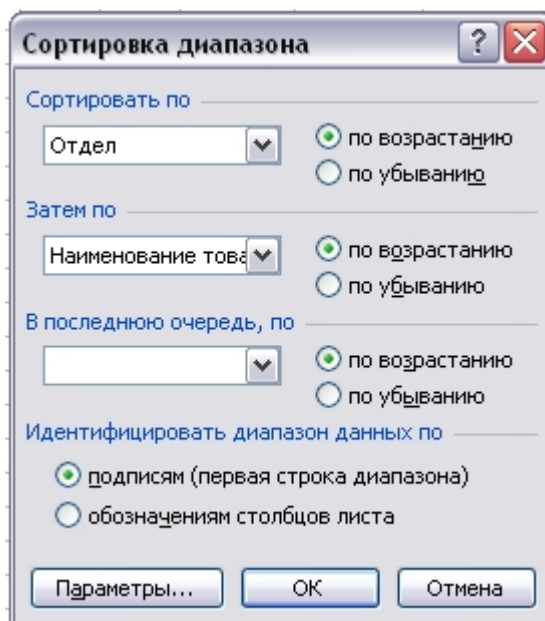 Сортировка диапазона
Сортировать по
Отдел
по возрастанию
по убыванию
Затем по
Наименование това
по возрастанию
по убыванию
В последнюю очередь, по
по возрастанию
по убыванию
Идентифицировать диапазон данных по
подписям (первая строка диапазона)
обозначениям столбцов листа
Параметры... ОК Отмена